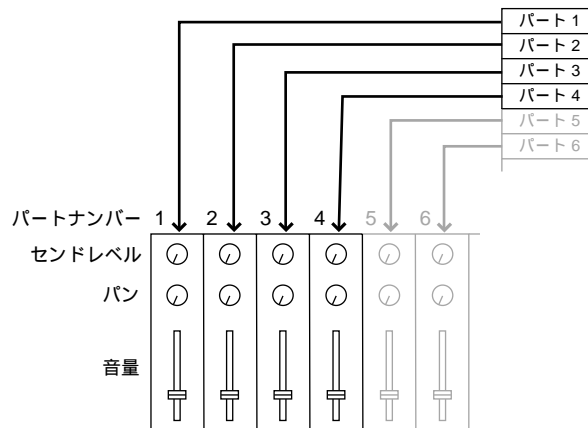 パート 1
パート 2
パート 3
パート 4
パート 5
パート 6
パートナンバー 1 2 3 4 5 6
センドレベル
パン
音量